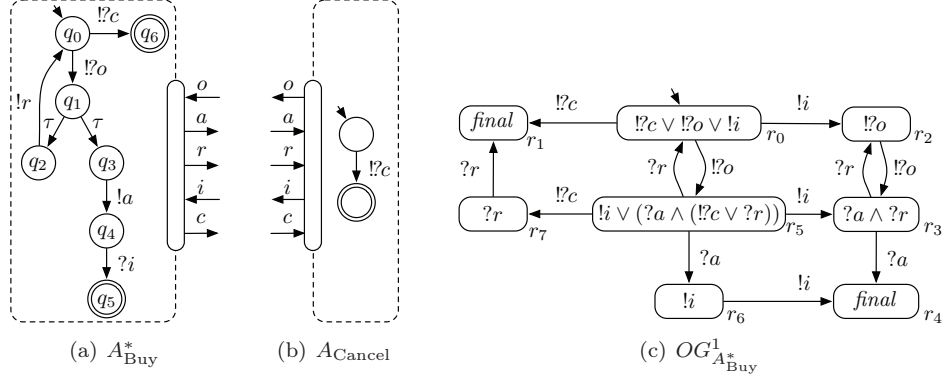 q0
!?c
q6
!?o
q1
!r
τ
τ
q2
q3
!a
q4
?i
q5
o
a
r
i
c
(a) A*Buy
o
a
r
i
c
!?c
(b) ACancel
final
r1
!?c
!?c ∨ !?o ∨ !i
r0
!i
!?o
r2
?r
?r
!?o
?r
!?o
?r
r7
!?c
!i ∨ (?a ∧ (!?c ∨ ?r))
r5
!i
?a ∧ ?r
r3
?a
?a
!i
r6
!i
final
r4
(c) OG1A*Buy